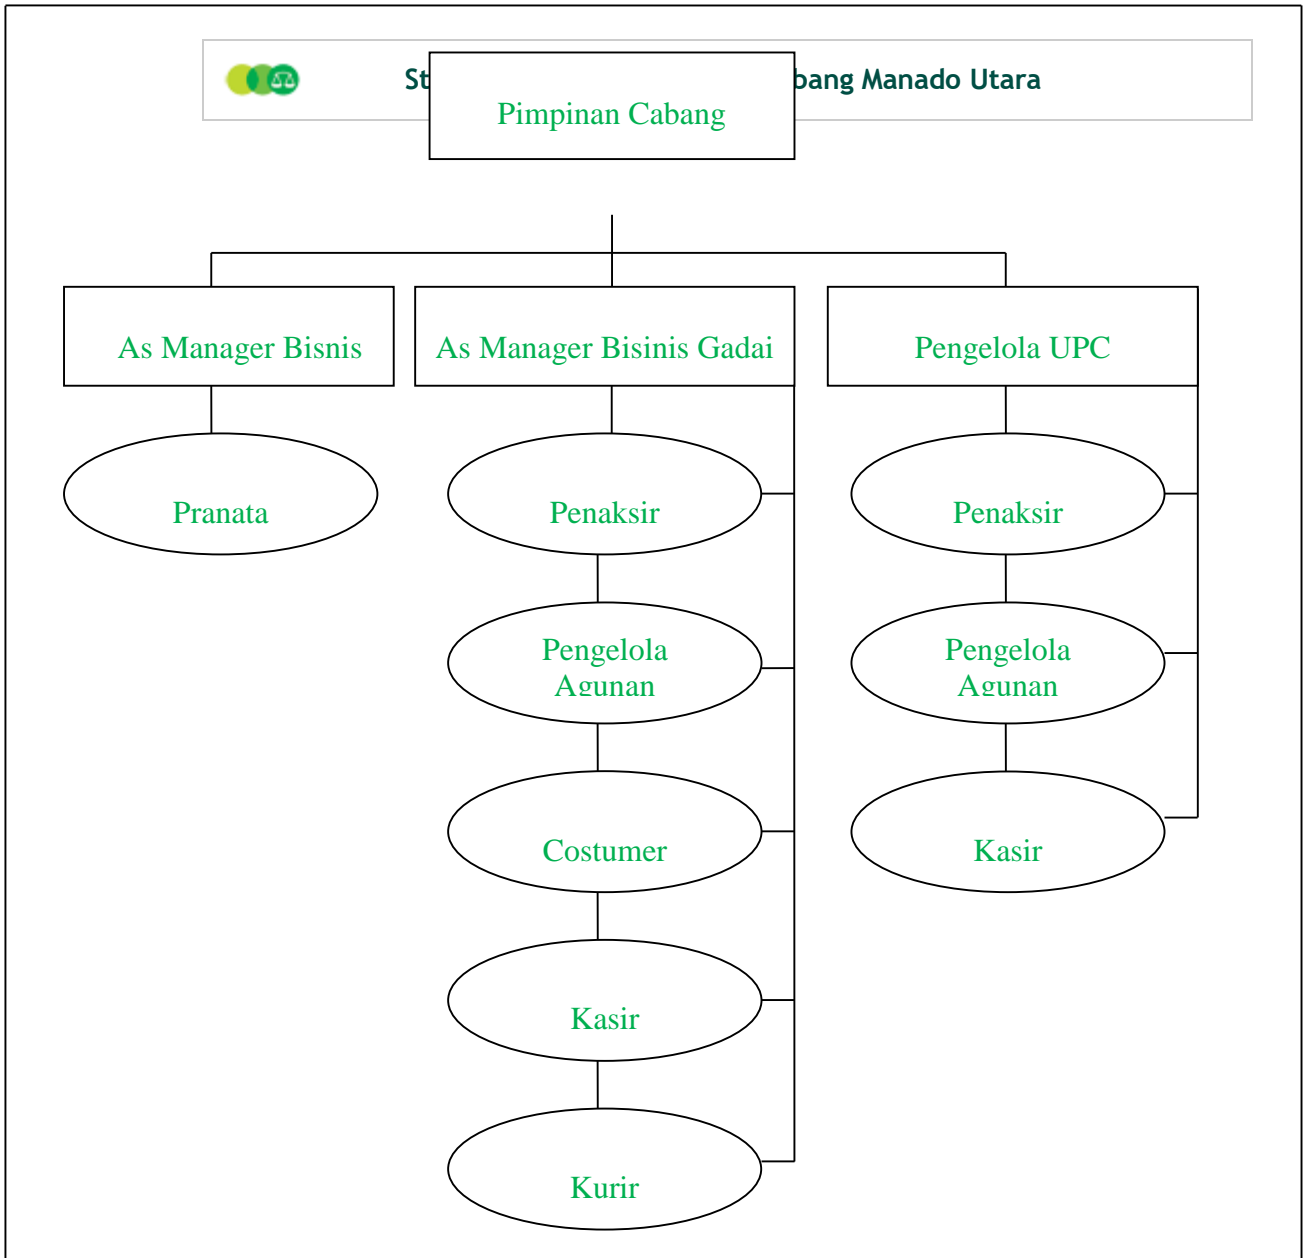 bang Manado Utara
Pimpinan Cabang
As Manager Bisnis
As Manager Bisinis Gadai
Pengelola UPC
Pranata
Penaksir
Penaksir
Pengelola
Agunan
Pengelola
Agunan
Costumer
Kasir
Kasir
Kurir